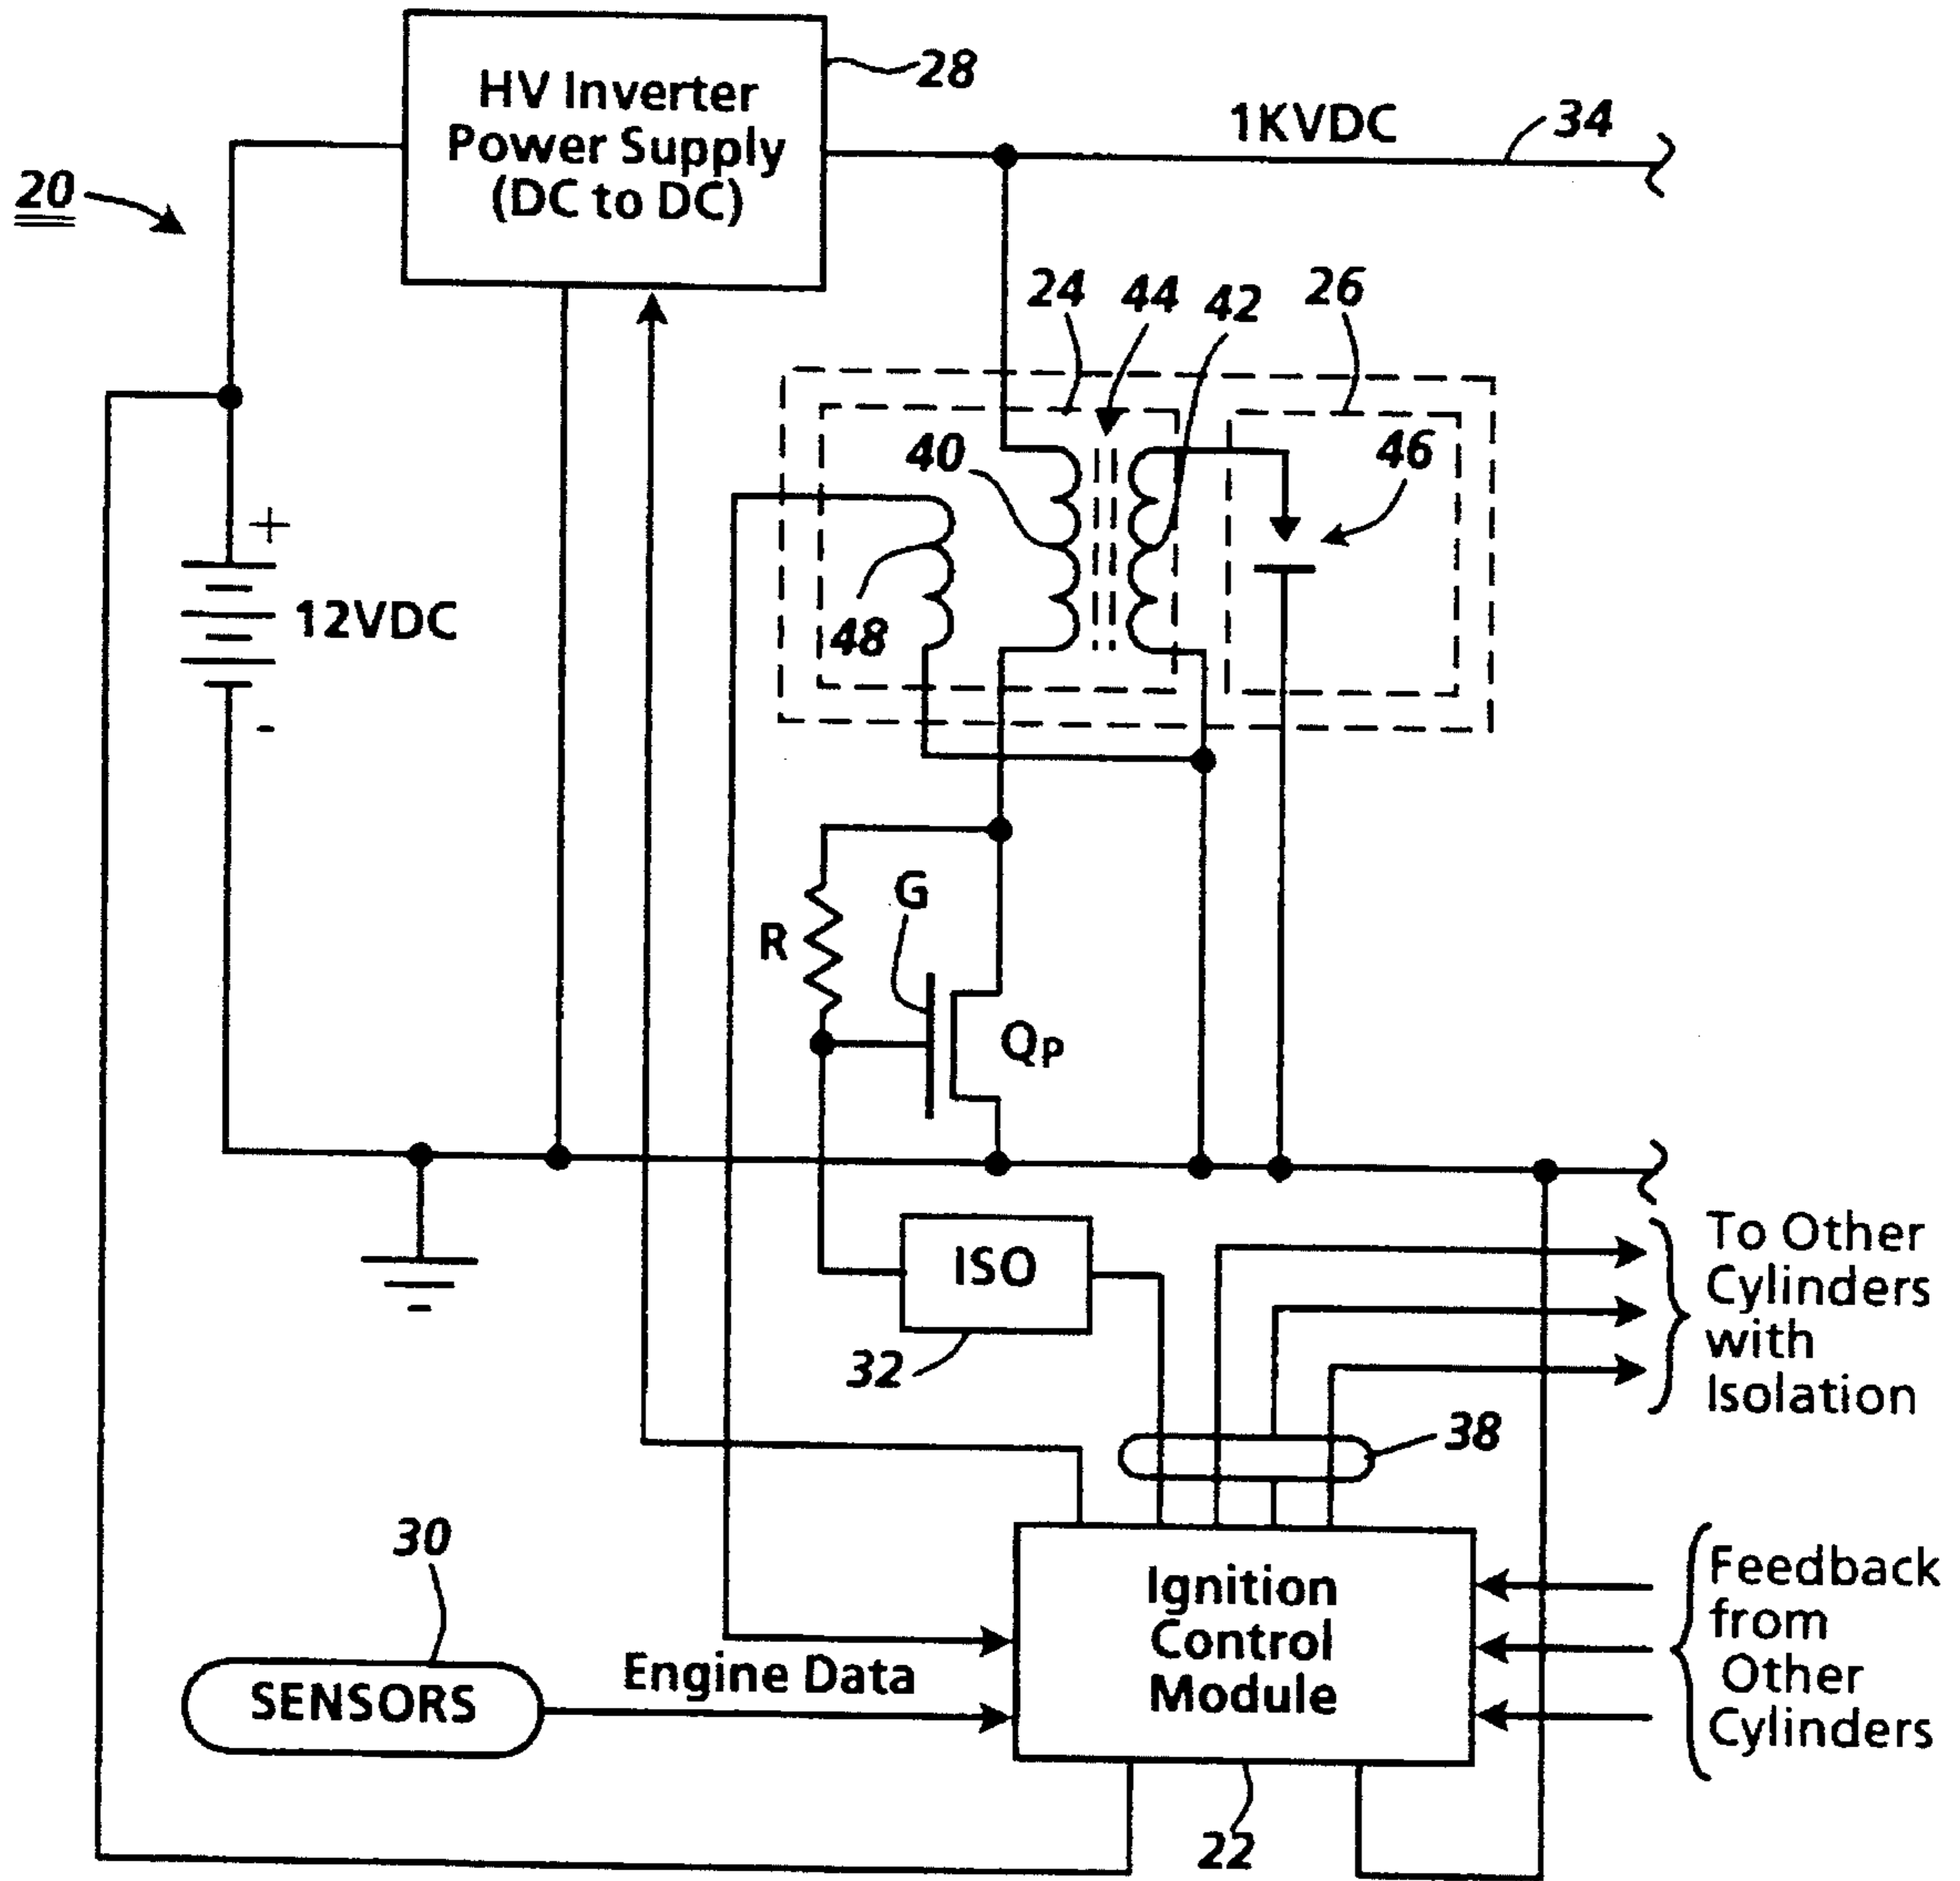 HV Inverter
Power Supply
(DC to DC)
28
1KVDC
34
20
24
44
42
26
40
46
48
+
12VDC
-
G
R
QP
ISO
32
To Other
Cylinders
with
Isolation
38
30
SENSORS
Engine Data
Ignition
Control
Module
22
Feedback
from
Other
Cylinders